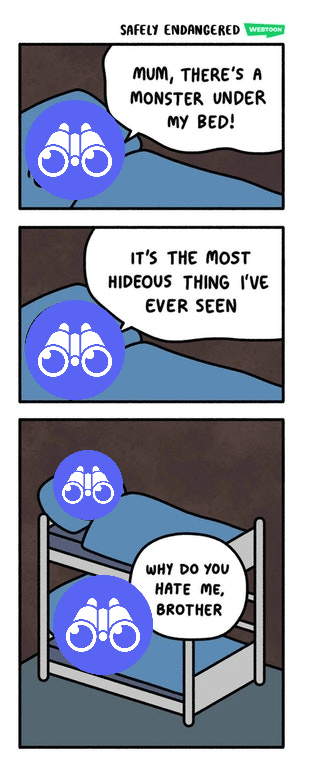 SAFELY ENDANGERED WEBTOON
MUM, THERE'S A
MONSTER UNDER
MY BED!
IT'S THE MOST
HIDEOUS THING I'VE
EVER SEEN
WHY DO YOU
HATE ME,
BROTHER